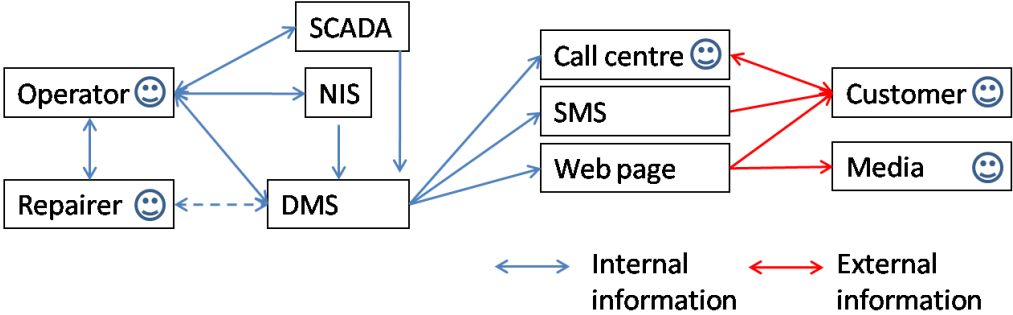 SCADA
Operator
NIS
Repairer
DMS
Call centre
SMS
Web page
Customer
Media
Internal
information
External
information